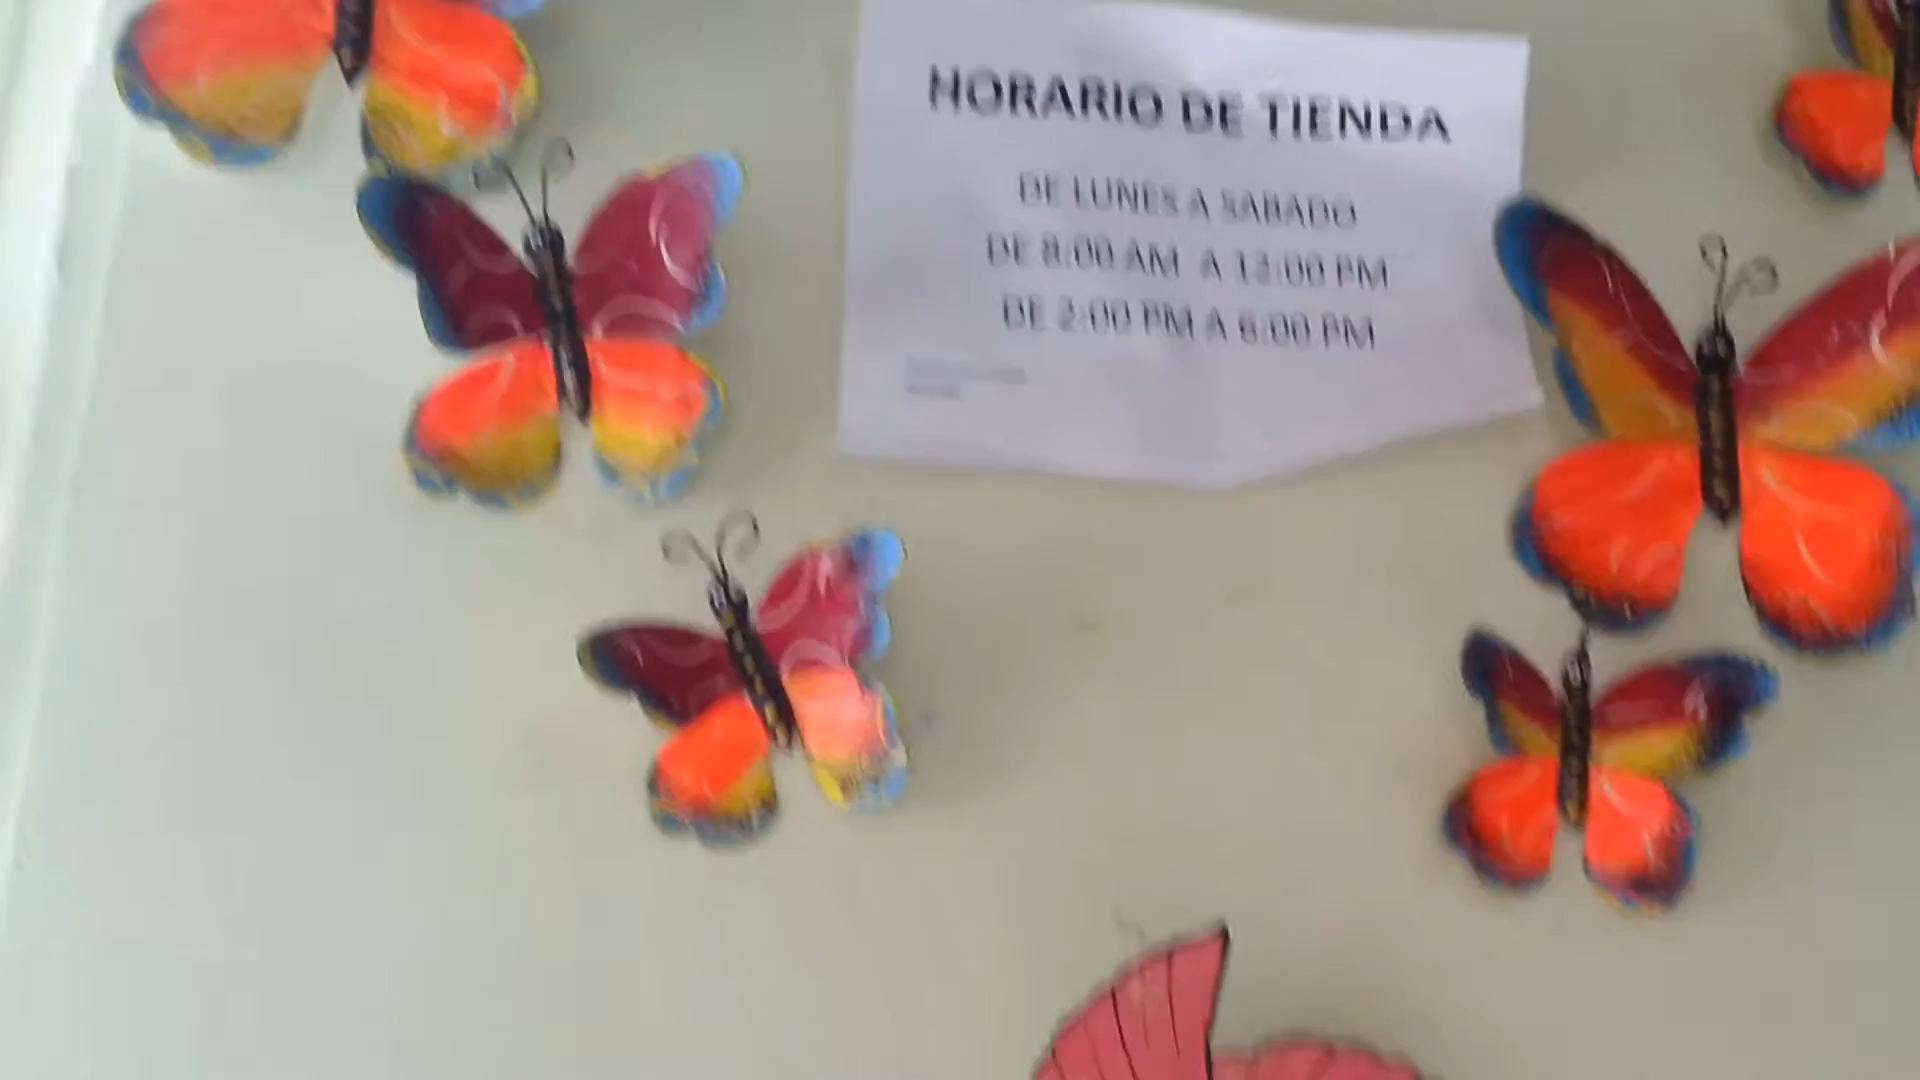 HORARIO DE TIENDA
DE LUNES A SABADO
DE 8:00 AM A 12:00 PM
DE 2:00 PM A 6:00 PM